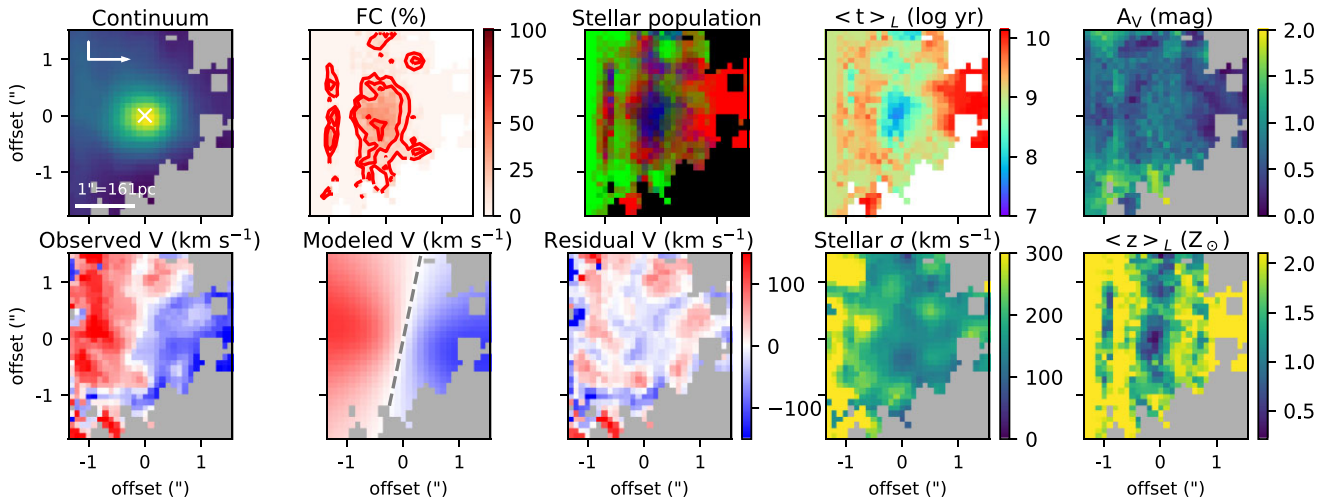 Continuum
FC (%)
Stellar population
< t >L (log yr)
AV (mag)
offset (")
1
0
-1
1"=161pc
100
75
50
25
0
10
9
8
7
2.0
1.5
1.0
0.5
0.0
Observed V (km s−1)
Modeled V (km s−1)
Residual V (km s−1)
Stellar σ (km s−1)
< z >L (Z⊙)
offset (")
1
0
-1
100
0
−100
300
200
100
0
2.0
1.5
1.0
0.5
-1 0 1
-1 0 1
-1 0 1
-1 0 1
-1 0 1
offset (")
offset (")
offset (")
offset (")
offset (")